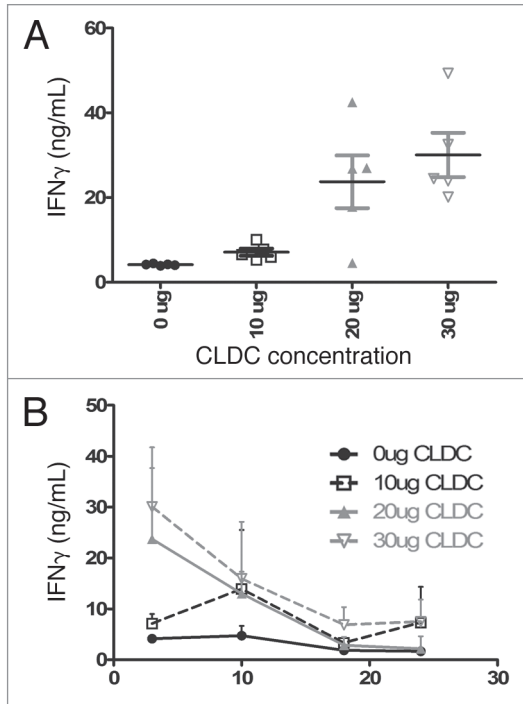 A
60
40
20
0
IFNγ (ng/mL)
0 ug
10 ug
20 ug
30 ug
CLDC concentration
B
50
40
30
20
10
0
IFNγ (ng/mL)
0ug CLDC
10ug CLDC
20ug CLDC
30ug CLDC
0
10
20
30